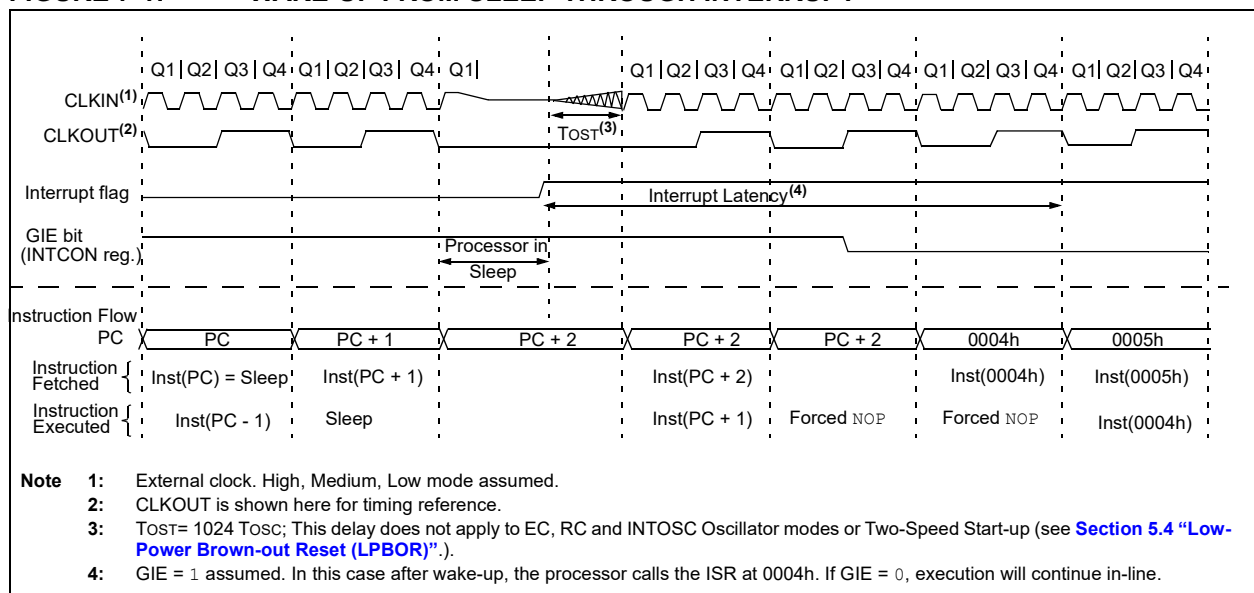 FIGURE 7-1: WAKE-UP FROM SLEEP THROUGH INTERRUPT
Q1 Q2 Q3 Q4 Q1 Q2 Q3 Q4 Q1 Q1 Q2 Q3 Q4 Q1 Q2 Q3 Q4 Q1 Q2 Q3 Q4 Q1 Q2 Q3 Q4
CLKIN(1)
CLKOUT(2)
TOST(3)
Interrupt flag
Interrupt Latency(4)
GIE bit
(INTCON reg.)
Processor in
Sleep
nstruction Flow
PC PC PC + 1 PC + 2 PC + 2 PC + 2 0004h 0005h
Instruction
Fetched { Inst(PC) = Sleep Inst(PC + 1) Inst(PC + 2) Inst(0004h) Inst(0005h)
Instruction
Executed { Inst(PC - 1) Sleep Inst(PC + 1) Forced NOP Forced NOP Inst(0004h)
Note 1: External clock. High, Medium, Low mode assumed.
2: CLKOUT is shown here for timing reference.
3: TOST= 1024 TOSC; This delay does not apply to EC, RC and INTOSC Oscillator modes or Two-Speed Start-up (see Section 5.4 “Low-
Power Brown-out Reset (LPBOR)”.).
4: GIE = 1 assumed. In this case after wake-up, the processor calls the ISR at 0004h. If GIE = 0, execution will continue in-line.